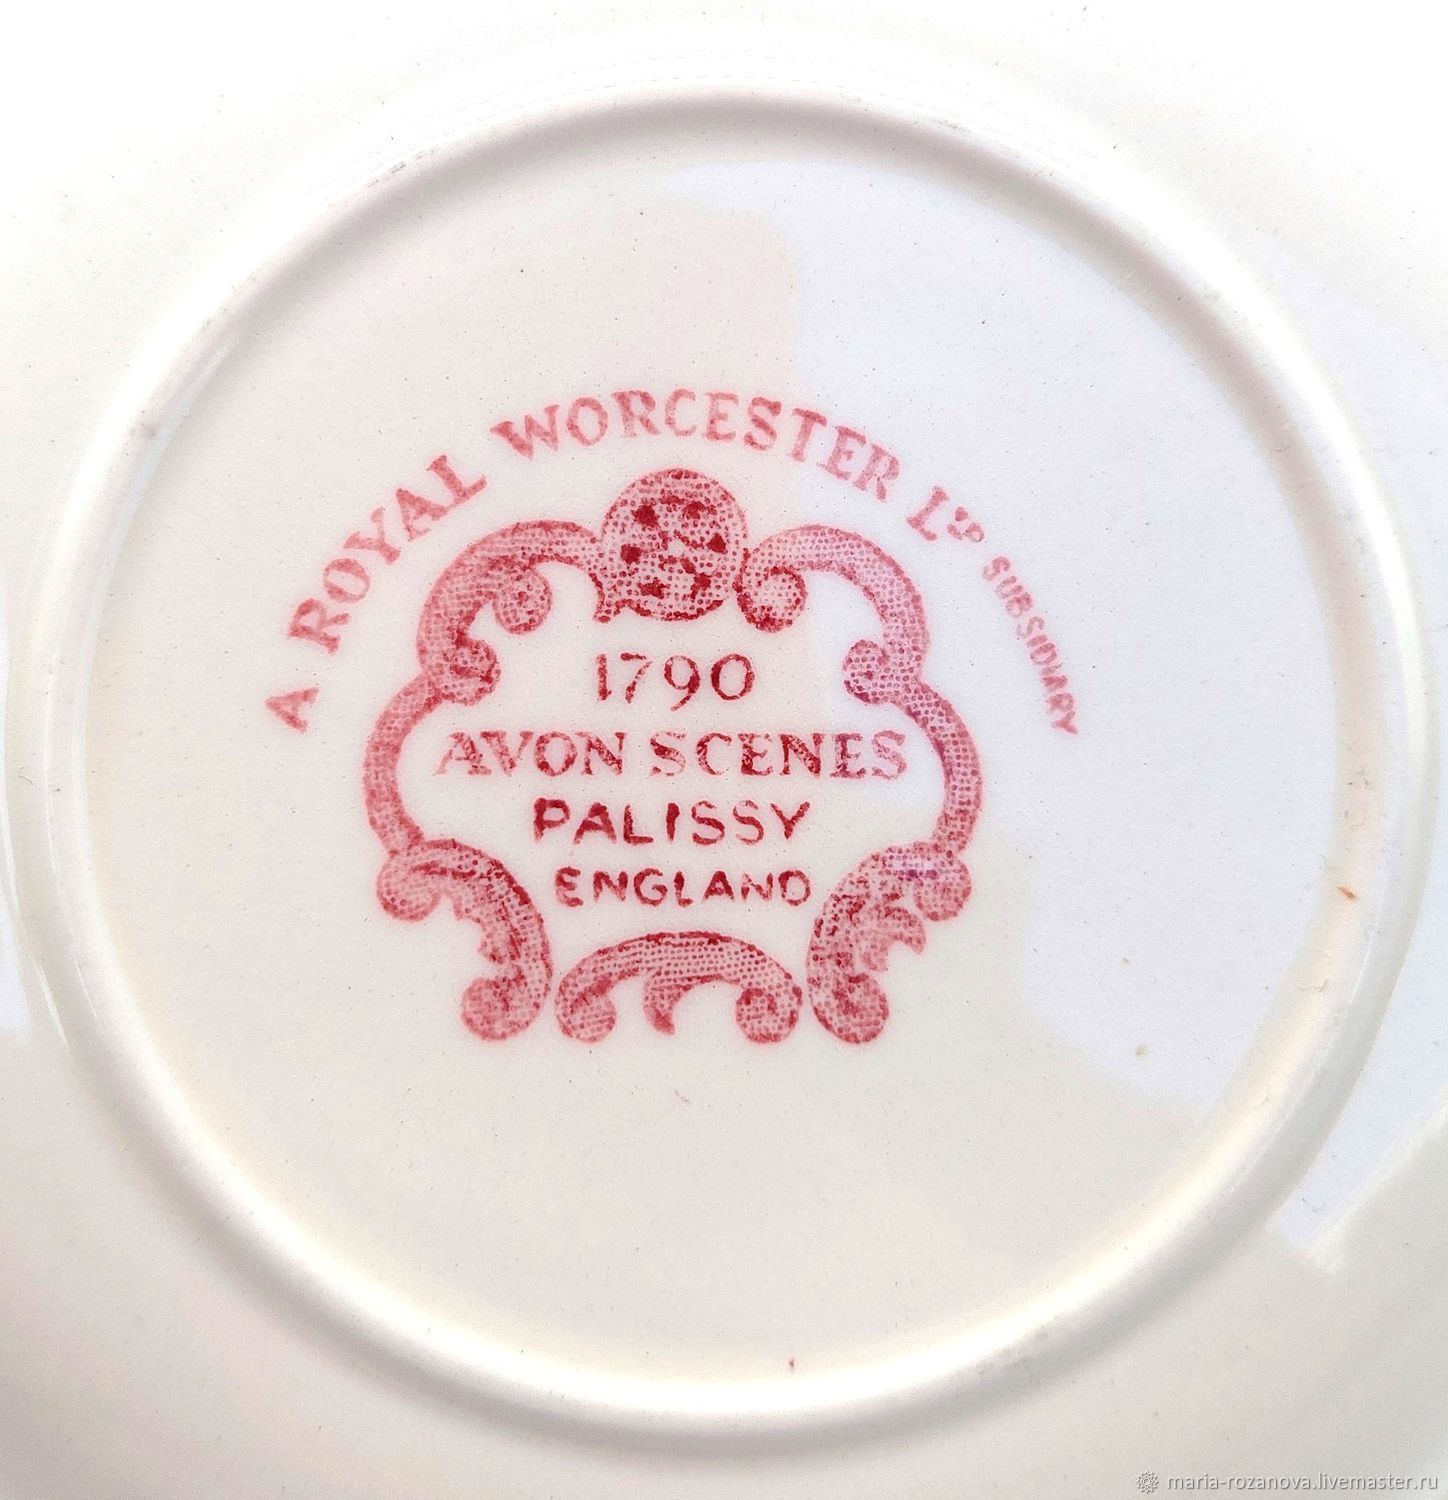 A ROYAL WORCESTER LTD SUBSIDIARY
1790
AVON SCENES
PALISSY
ENGLAND
maria-rozanova.livemaster.ru